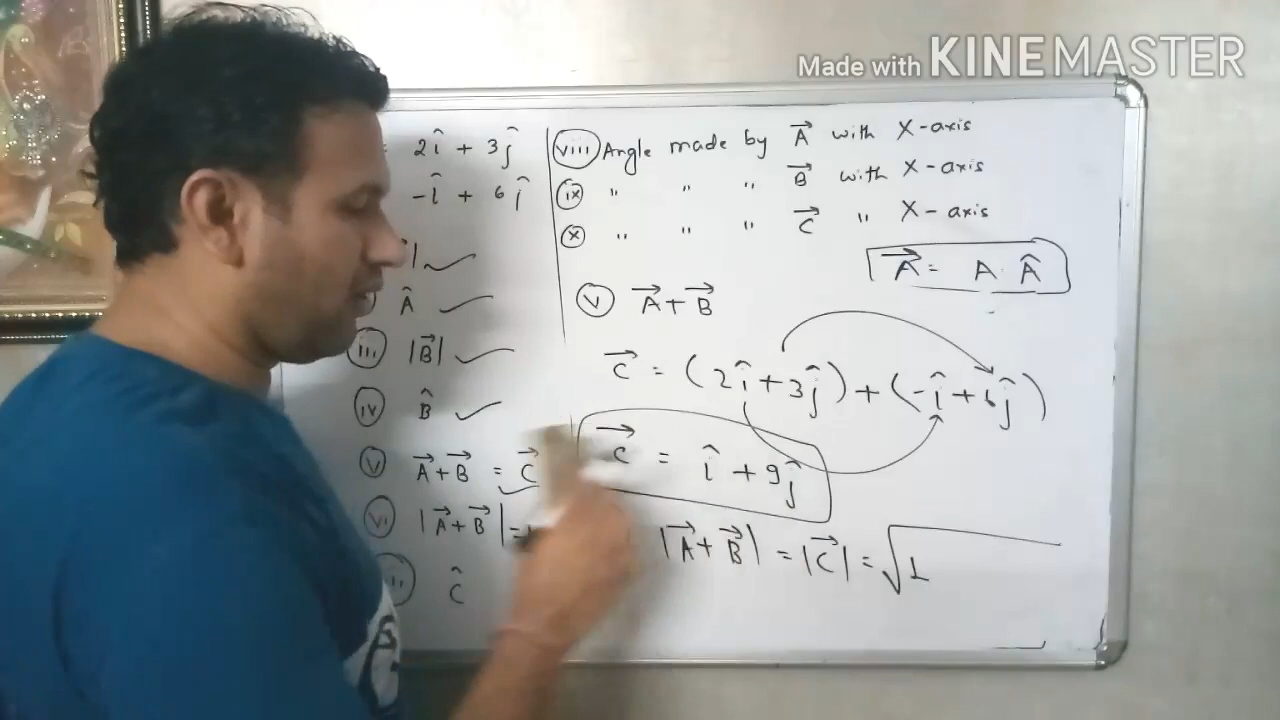 Made with KINEMASTER
= 2î + 3ĵ
-î + 6ĵ
|
 ✓
Â ✓
(iii) |B⃗| ✓
(iv) B̂ ✓
(v) A⃗+B⃗ = C⃗
(vi) |A⃗+B⃗| =
Ĉ
(viii) Angle made by A⃗ with X-axis
(ix) " " " B⃗ with X-axis
(x) " " " C⃗ " X-axis
A⃗ = A Â
(v) A⃗+B⃗
C⃗ = (2î+3ĵ)+(-î+6ĵ)
C⃗ = î + 9ĵ
|A⃗+B⃗| = |C⃗| = √1